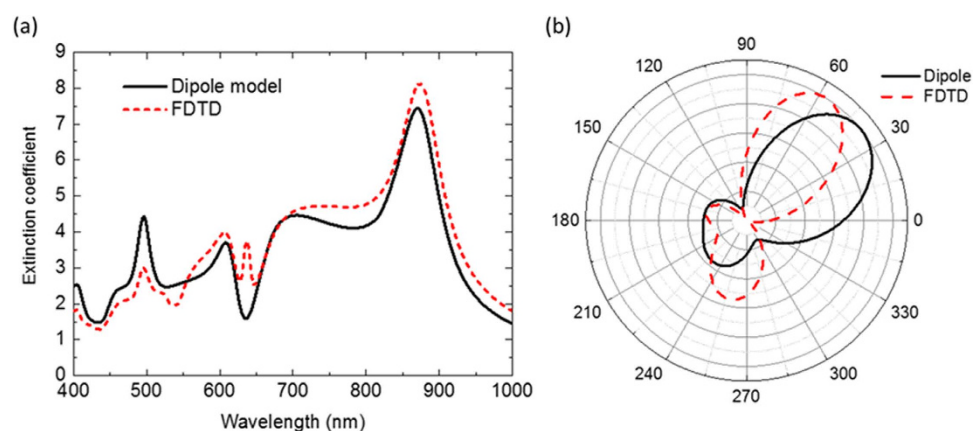 (a)
9
8
7
6
5
4
3
2
1
0
Extinction coefficient
Dipole model
FDTD
400 500 600 700 800 900 1000
Wavelength (nm)
(b)
90
120
60
150
30
180
0
210
330
240
300
270
Dipole
FDTD